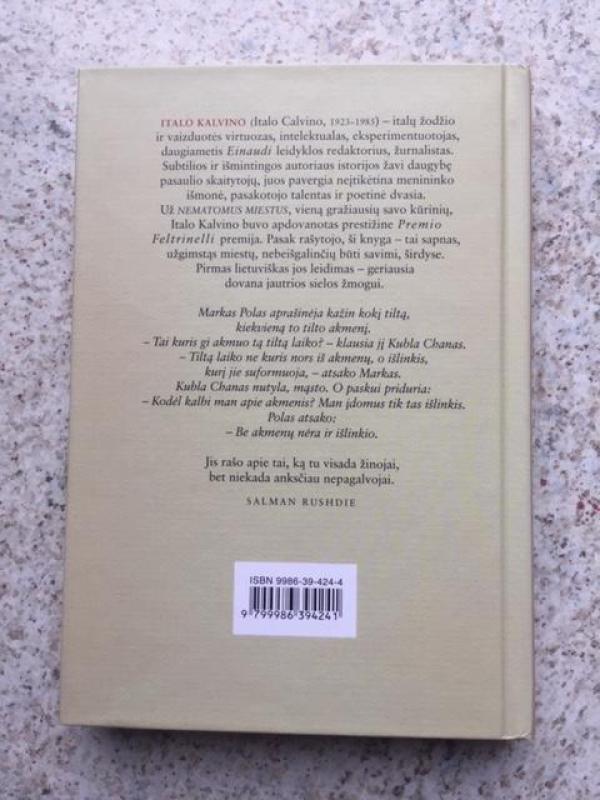 ITALO KALVINO (Italo Calvino, 1923–1985) – italų žodžio
ir vaizduotės virtuozas, intelektualas, eksperimentuotojas,
daugiametis Einaudi leidyklos redaktorius, žurnalistas.
Subtilios ir išmintingos autoriaus istorijos žavi daugybę
pasaulio skaitytojų, juos pavergia neįtikėtina menininko
išmonė, pasakotojo talentas ir poetinė dvasia.
Už NEMATOMUS MIESTUS, vieną gražiausių savo kūrinių,
Italo Kalvino buvo apdovanotas prestižine Premio
Feltrinelli premija. Pasak rašytojo, ši knyga – tai sapnas,
užgimstąs miestų, nebeišgalinčių būti savimi, širdyse.
Pirmas lietuviškas jos leidimas – geriausia
dovana jautrios sielos žmogui.
Markas Polas aprašinėja kažin kokį tiltą,
kiekvieną to tilto akmenį.
– Tai kuris gi akmuo tą tiltą laiko? – klausia jį Kubla Chanas.
– Tiltą laiko ne kuris nors iš akmenų, o išlinkis,
kurį jie suformuoja, – atsako Markas.
Kubla Chanas nutyla, mąsto. O paskui priduria:
– Kodėl kalbi man apie akmenis? Man įdomus tik tas išlinkis.
Polas atsako:
– Be akmenų nėra ir išlinkio.
Jis rašo apie tai, ką tu visada žinojai,
bet niekada anksčiau nepagalvojai.
SALMAN RUSHDIE
ISBN 9986-39-424-4
9 799986 394241